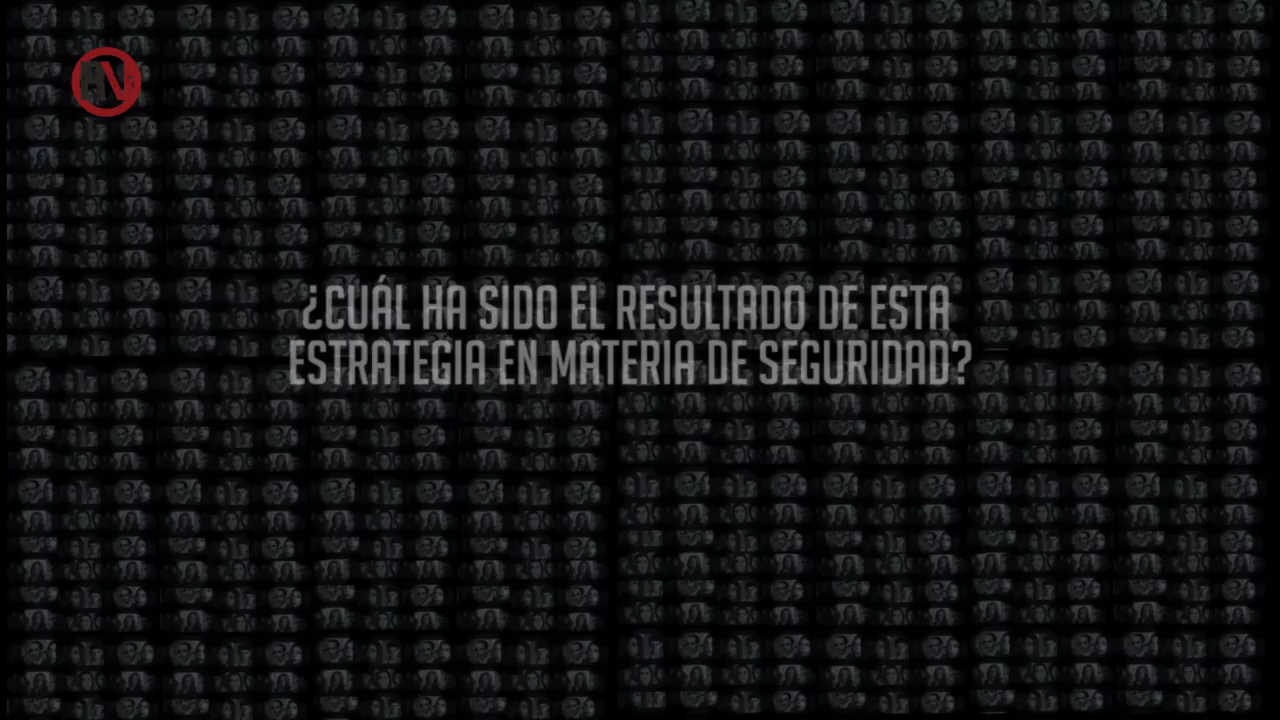 ¿CUÁL HA SIDO EL RESULTADO DE ESTA
ESTRATEGIA EN MATERIA DE SEGURIDAD?